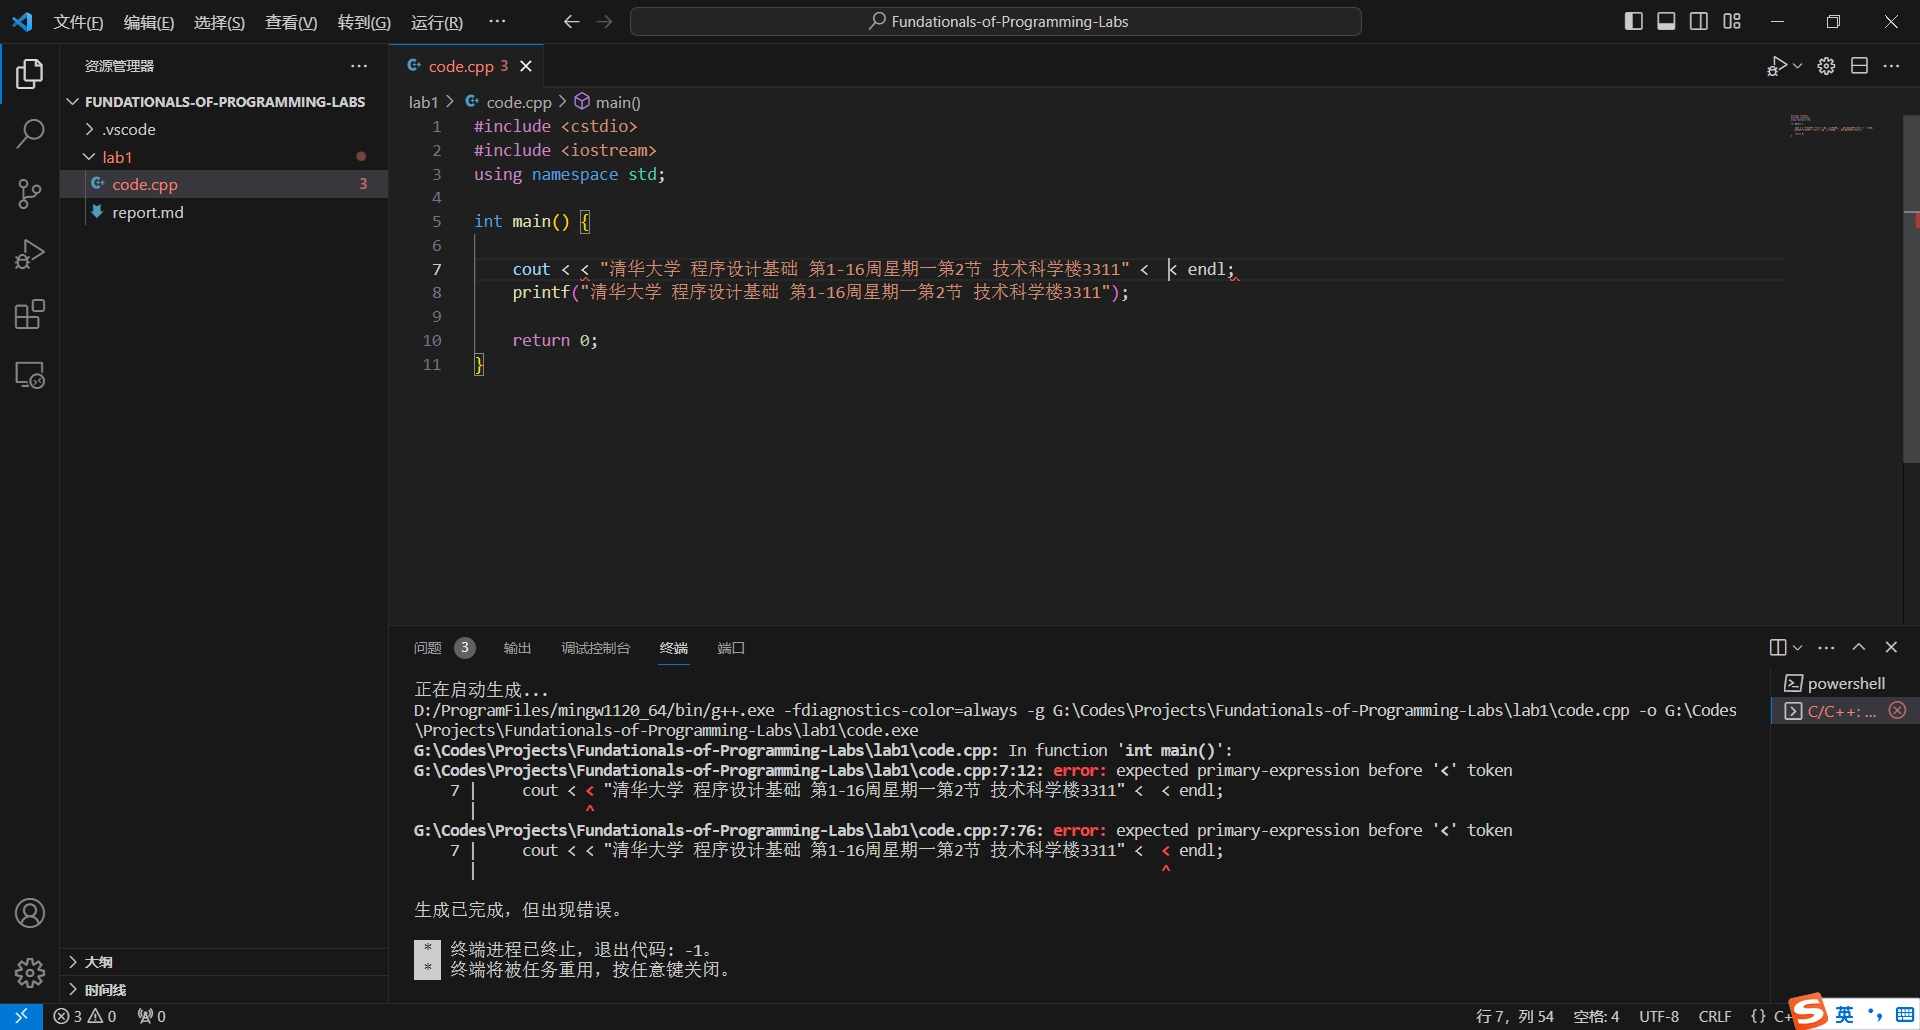 文件(F) 编辑(E) 选择(S) 查看(V) 转到(G) 运行(R) ··· Fundationals-of-Programming-Labs
资源管理器 ···
FUNDATIONALS-OF-PROGRAMMING-LABS
.vscode
lab1
code.cpp 3
report.md
大纲
时间线
code.cpp 3
lab1 > code.cpp > main()
1 #include <cstdio>
2 #include <iostream>
3 using namespace std;
4
5 int main() {
6
7 cout < < "清华大学 程序设计基础 第1-16周星期一第2节 技术科学楼3311" <  < endl;
8 printf("清华大学 程序设计基础 第1-16周星期一第2节 技术科学楼3311");
9
10 return 0;
11 }
问题 3 输出 调试控制台 终端 端口
正在启动生成...
D:/ProgramFiles/mingw1120_64/bin/g++.exe -fdiagnostics-color=always -g G:\Codes\Projects\Fundationals-of-Programming-Labs\lab1\code.cpp -o G:\Codes
\Projects\Fundationals-of-Programming-Labs\lab1\code.exe
G:\Codes\Projects\Fundationals-of-Programming-Labs\lab1\code.cpp: In function 'int main()':
G:\Codes\Projects\Fundationals-of-Programming-Labs\lab1\code.cpp:7:12: error: expected primary-expression before '<' token
7 | cout < < "清华大学 程序设计基础 第1-16周星期一第2节 技术科学楼3311" <  < endl;
| ^
G:\Codes\Projects\Fundationals-of-Programming-Labs\lab1\code.cpp:7:76: error: expected primary-expression before '<' token
7 | cout < < "清华大学 程序设计基础 第1-16周星期一第2节 技术科学楼3311" <  < endl;
| ^
生成已完成，但出现错误。
* 终端进程已终止，退出代码: -1。
* 终端将被任务重用，按任意键关闭。
powershell
C/C++: ...
3 0 0 行 7，列 54 空格: 4 UTF-8 CRLF {} C+
S 英